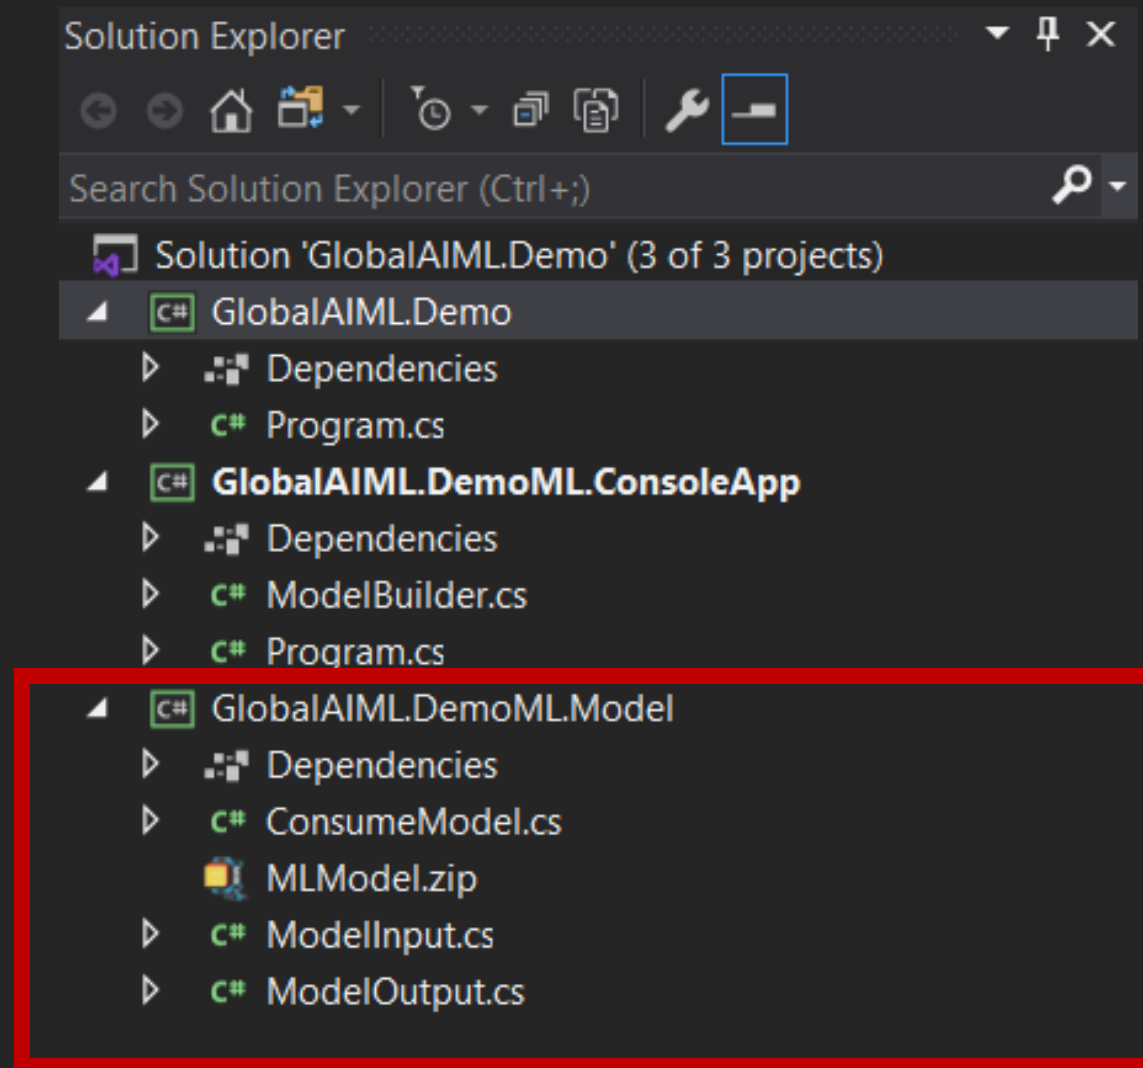 Solution Explorer
Search Solution Explorer (Ctrl+;)
Solution 'GlobalAIML.Demo' (3 of 3 projects)
C# GlobalAIML.Demo
Dependencies
C# Program.cs
C# GlobalAIML.DemoML.ConsoleApp
Dependencies
C# ModelBuilder.cs
C# Program.cs
C# GlobalAIML.DemoML.Model
Dependencies
C# ConsumeModel.cs
MLModel.zip
C# ModelInput.cs
C# ModelOutput.cs